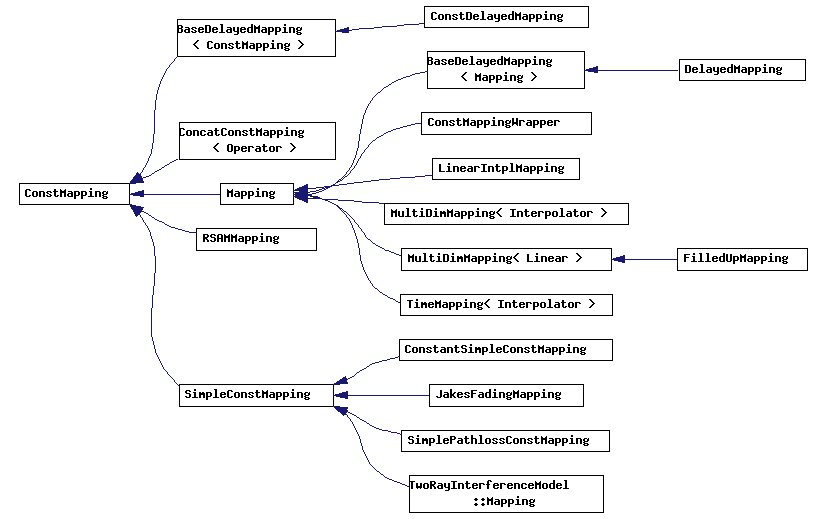 BaseDelayedMapping
< ConstMapping >
ConstDelayedMapping
BaseDelayedMapping
< Mapping >
DelayedMapping
ConcatConstMapping
< Operator >
ConstMappingWrapper
LinearIntplMapping
ConstMapping
Mapping
MultiDimMapping< Interpolator >
RSAMMapping
MultiDimMapping< Linear >
FilledUpMapping
TimeMapping< Interpolator >
ConstantSimpleConstMapping
SimpleConstMapping
JakesFadingMapping
SimplePathlossConstMapping
TwoRayInterferenceModel
::Mapping